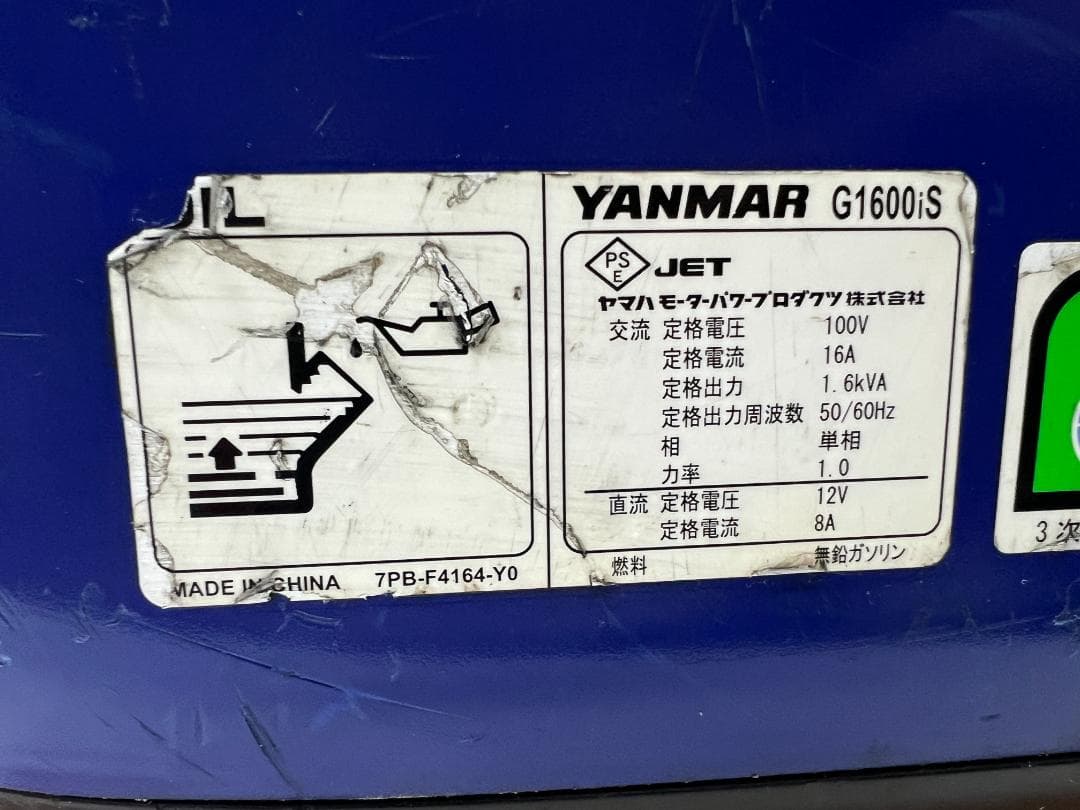 OIL
MADE IN CHINA 7PB-F4164-Y0
YANMAR G1600iS
PSE JET
ヤマハモーターパワープロダクツ株式会社
交流 定格電圧 100V
定格電流 16A
定格出力 1.6kVA
定格出力周波数 50/60Hz
相 単相
力率 1.0
直流 定格電圧 12V
定格電流 8A
燃料 無鉛ガソリン
3次